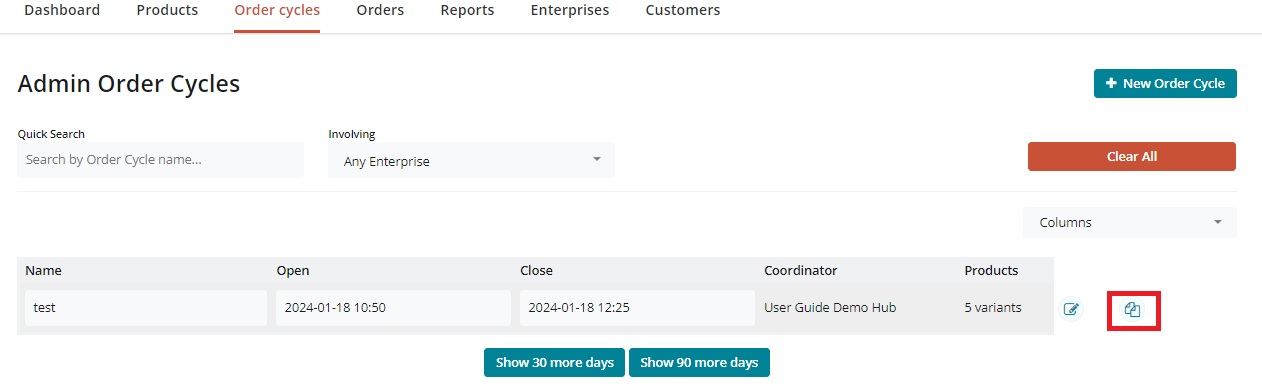 Dashboard Products Order cycles Orders Reports Enterprises Customers
Admin Order Cycles
+ New Order Cycle
Quick Search Involving
Search by Order Cycle name... Any Enterprise Clear All
Columns
Name Open Close Coordinator Products
test 2024-01-18 10:50 2024-01-18 12:25 User Guide Demo Hub 5 variants
Show 30 more days Show 90 more days